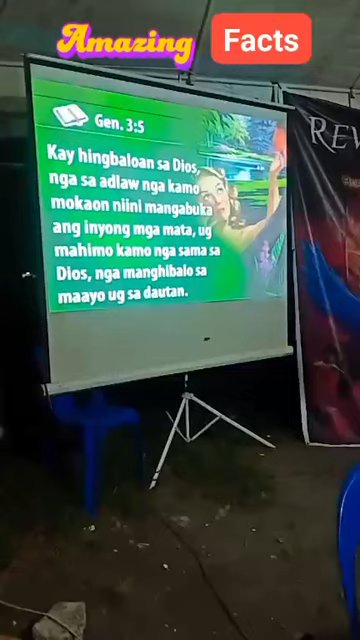 Amazing Facts
Gen. 3:5
Kay hingbaloan sa Dios,
nga sa adlaw nga kamo
mokaon niini mangabuka
ang inyong mga mata, ug
mahimo kamo nga sama sa
Dios, nga manghibalo sa
maayo ug sa dautan.